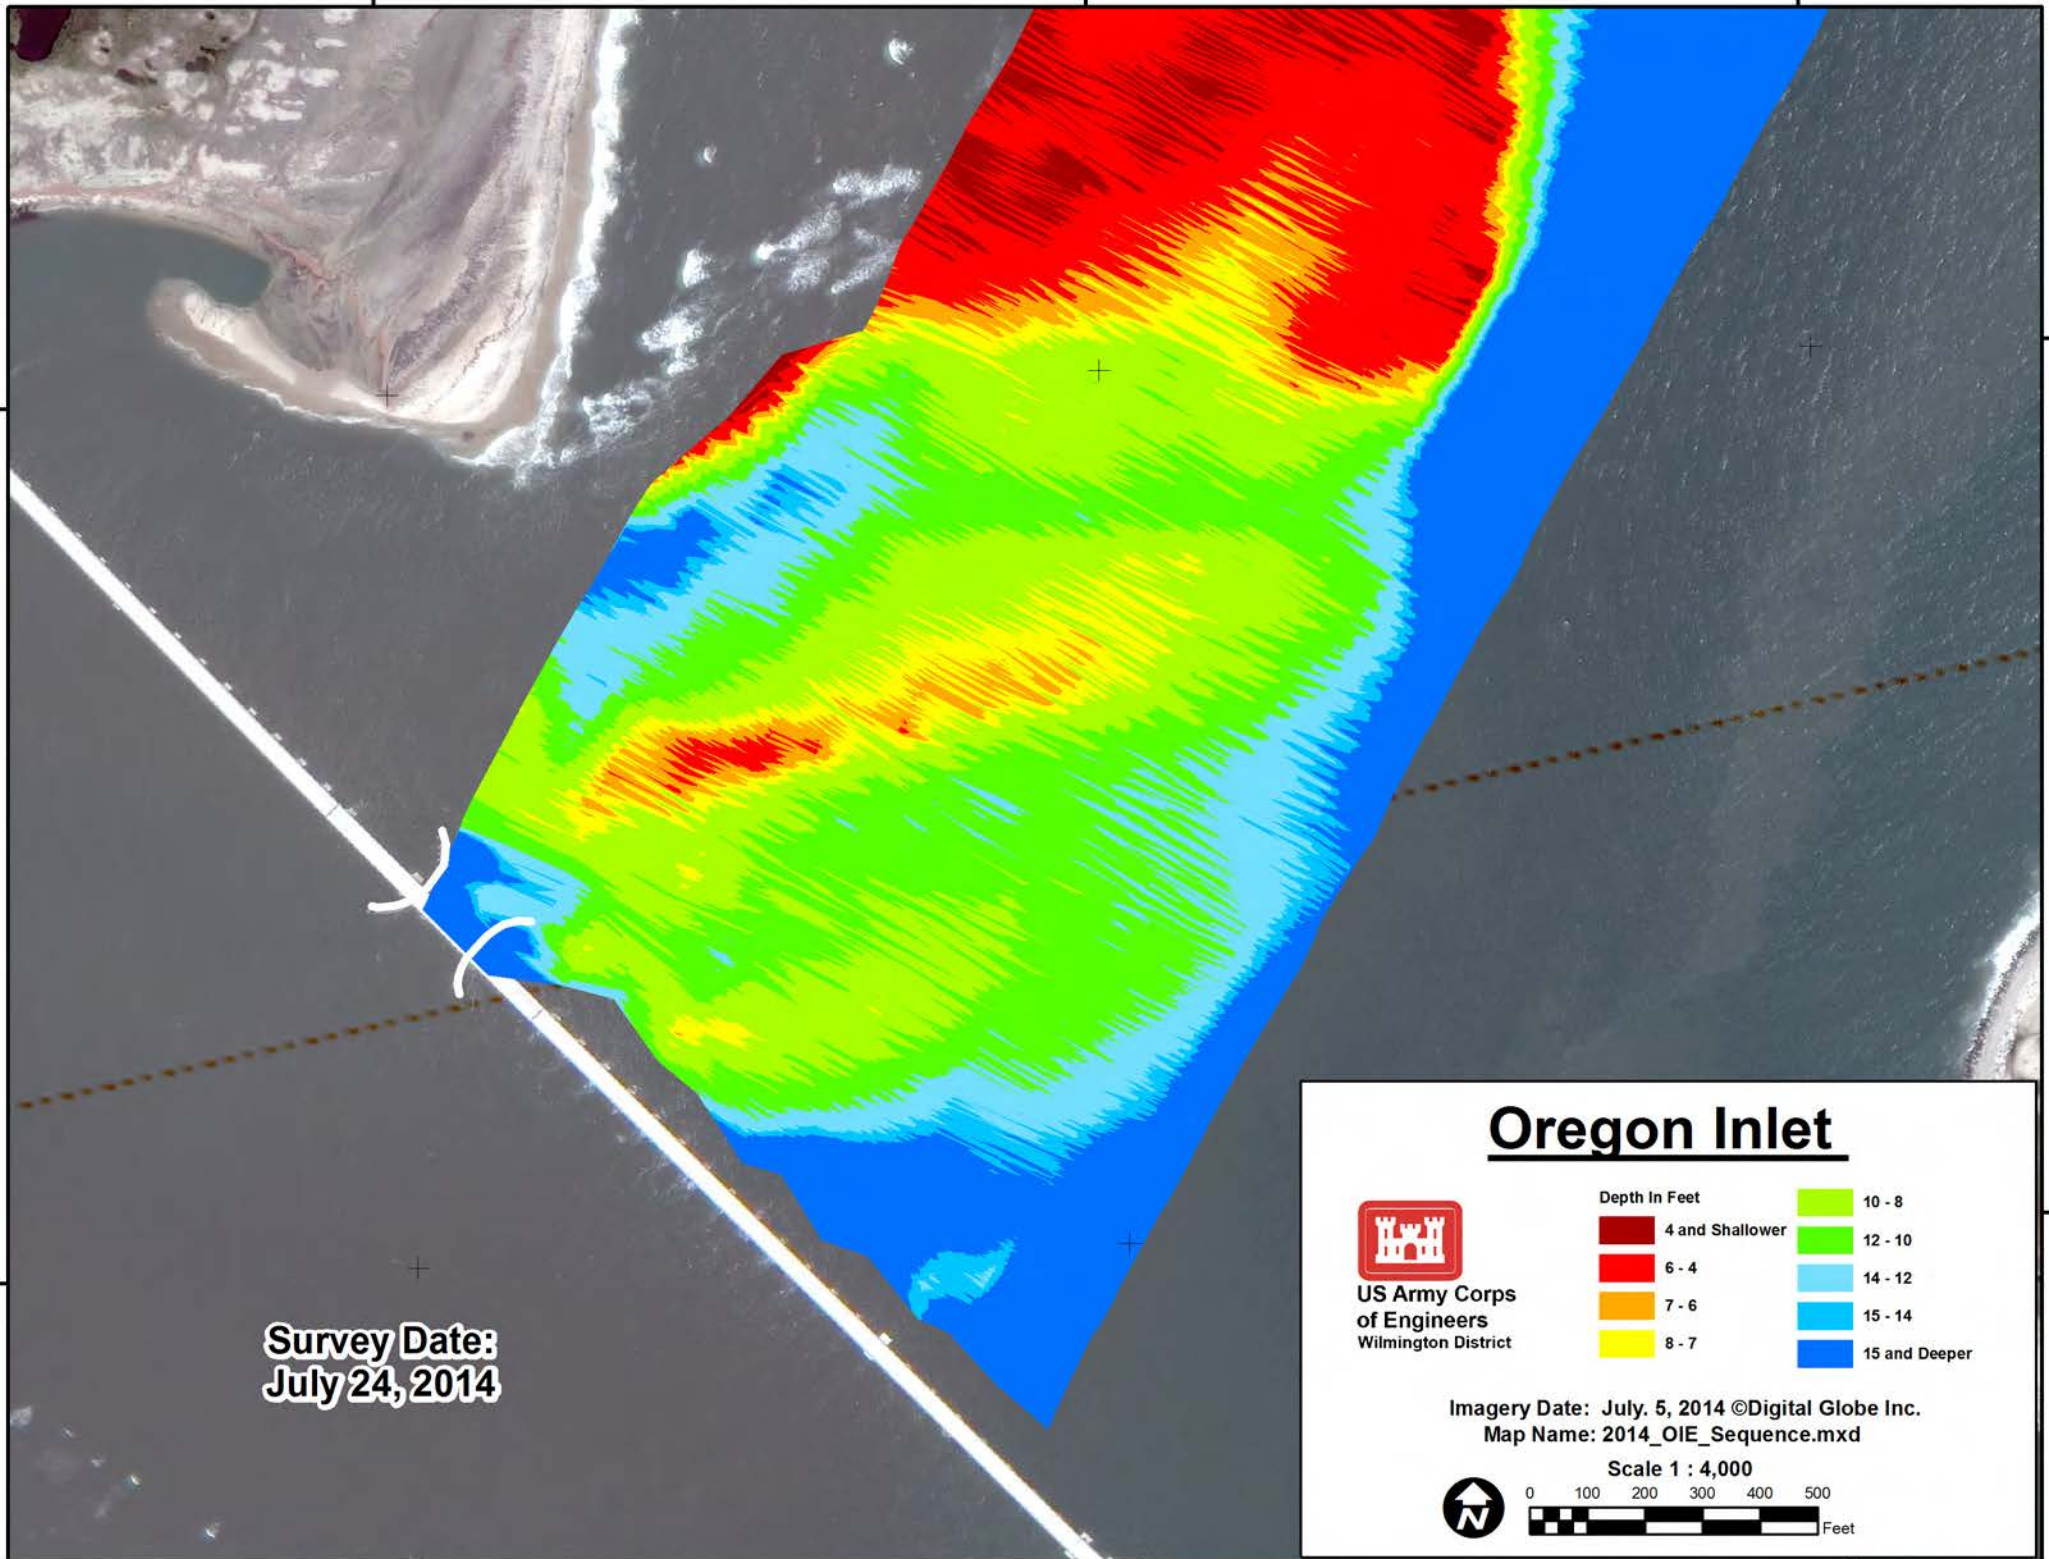 Survey Date:
July 24, 2014
Oregon Inlet
US Army Corps
of Engineers
Wilmington District
Depth In Feet
4 and Shallower
6 - 4
7 - 6
8 - 7
10 - 8
12 - 10
14 - 12
15 - 14
15 and Deeper
Imagery Date: July. 5, 2014 ©Digital Globe Inc.
Map Name: 2014_OIE_Sequence.mxd
Scale 1 : 4,000
N
0 100 200 300 400 500
Feet